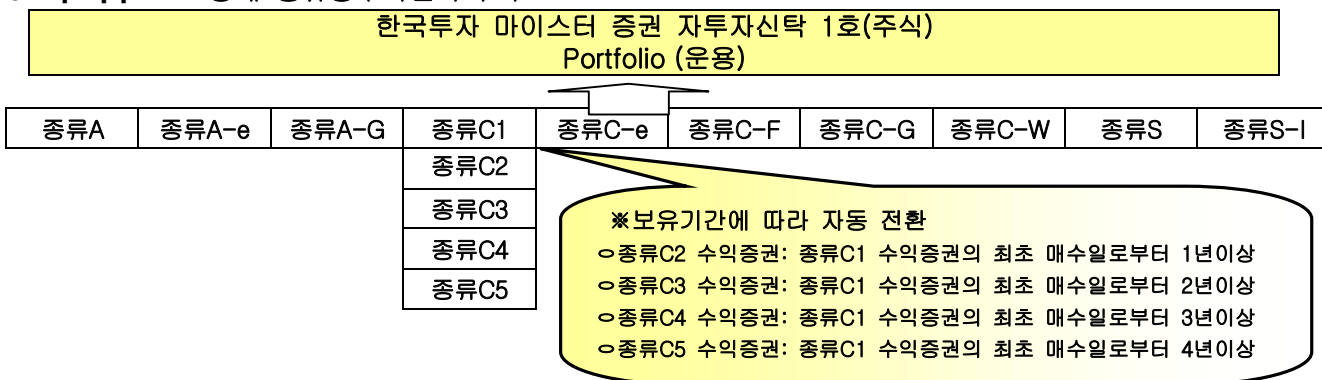 한국투자 마이스터 증권 자투자신탁 1호(주식)
Portfolio (운용)
종류A 종류A-e 종류A-G 종류C1 종류C-e 종류C-F 종류C-G 종류C-W 종류S 종류S-I
종류C2
종류C3
종류C4
종류C5
※보유기간에 따라 자동 전환
○종류C2 수익증권: 종류C1 수익증권의 최초 매수일로부터 1년이상
○종류C3 수익증권: 종류C1 수익증권의 최초 매수일로부터 2년이상
○종류C4 수익증권: 종류C1 수익증권의 최초 매수일로부터 3년이상
○종류C5 수익증권: 종류C1 수익증권의 최초 매수일로부터 4년이상